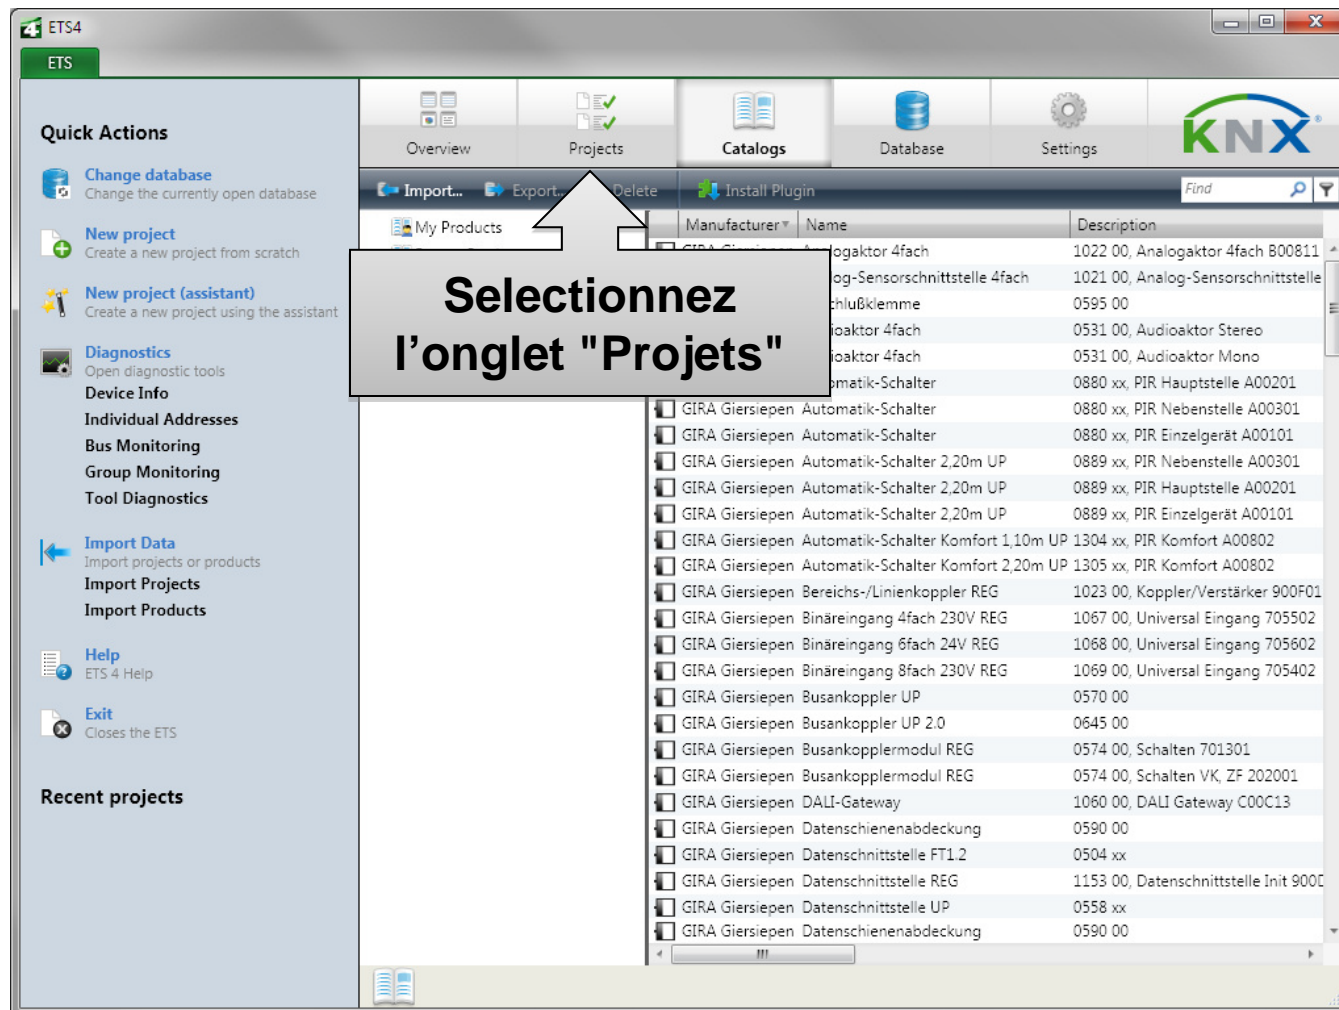 ETS4
ETS
Quick Actions
Change database
Change the currently open database
New project
Create a new project from scratch
New project (assistant)
Create a new project using the assistant
Diagnostics
Open diagnostic tools
Device Info
Individual Addresses
Bus Monitoring
Group Monitoring
Tool Diagnostics
Import Data
Import projects or products
Import Projects
Import Products
Help
ETS 4 Help
Exit
Closes the ETS
Recent projects
Overview
Projects
Catalogs
Database
Settings
KNX
Import...
Export...
Delete
Install Plugin
Find
My Products
Selectionnez
l'onglet "Projets"
Manufacturer Name Description
GIRA Giersiepen Analogaktor 4fach 1022 00, Analogaktor 4fach B00811
og-Sensorschnittstelle 4fach 1021 00, Analog-Sensorschnittstelle
chlußklemme 0595 00
ioaktor 4fach 0531 00, Audioaktor Stereo
ioaktor 4fach 0531 00, Audioaktor Mono
omatik-Schalter 0880 xx, PIR Hauptstelle A00201
GIRA Giersiepen Automatik-Schalter 0880 xx, PIR Nebenstelle A00301
GIRA Giersiepen Automatik-Schalter 0880 xx, PIR Einzelgerät A00101
GIRA Giersiepen Automatik-Schalter 2,20m UP 0889 xx, PIR Nebenstelle A00301
GIRA Giersiepen Automatik-Schalter 2,20m UP 0889 xx, PIR Hauptstelle A00201
GIRA Giersiepen Automatik-Schalter 2,20m UP 0889 xx, PIR Einzelgerät A00101
GIRA Giersiepen Automatik-Schalter Komfort 1,10m UP 1304 xx, PIR Komfort A00802
GIRA Giersiepen Automatik-Schalter Komfort 2,20m UP 1305 xx, PIR Komfort A00802
GIRA Giersiepen Bereichs-/Linienkoppler REG 1023 00, Koppler/Verstärker 900F01
GIRA Giersiepen Binäreingang 4fach 230V REG 1067 00, Universal Eingang 705502
GIRA Giersiepen Binäreingang 6fach 24V REG 1068 00, Universal Eingang 705602
GIRA Giersiepen Binäreingang 8fach 230V REG 1069 00, Universal Eingang 705402
GIRA Giersiepen Busankoppler UP 0570 00
GIRA Giersiepen Busankoppler UP 2.0 0645 00
GIRA Giersiepen Busankopplermodul REG 0574 00, Schalten 701301
GIRA Giersiepen Busankopplermodul REG 0574 00, Schalten VK, ZF 202001
GIRA Giersiepen DALI-Gateway 1060 00, DALI Gateway C00C13
GIRA Giersiepen Datenschienenabdeckung 0590 00
GIRA Giersiepen Datenschnittstelle FT1.2 0504 xx
GIRA Giersiepen Datenschnittstelle REG 1153 00, Datenschnittstelle Init 900D
GIRA Giersiepen Datenschnittstelle UP 0558 xx
GIRA Giersiepen Datenschienenabdeckung 0590 00